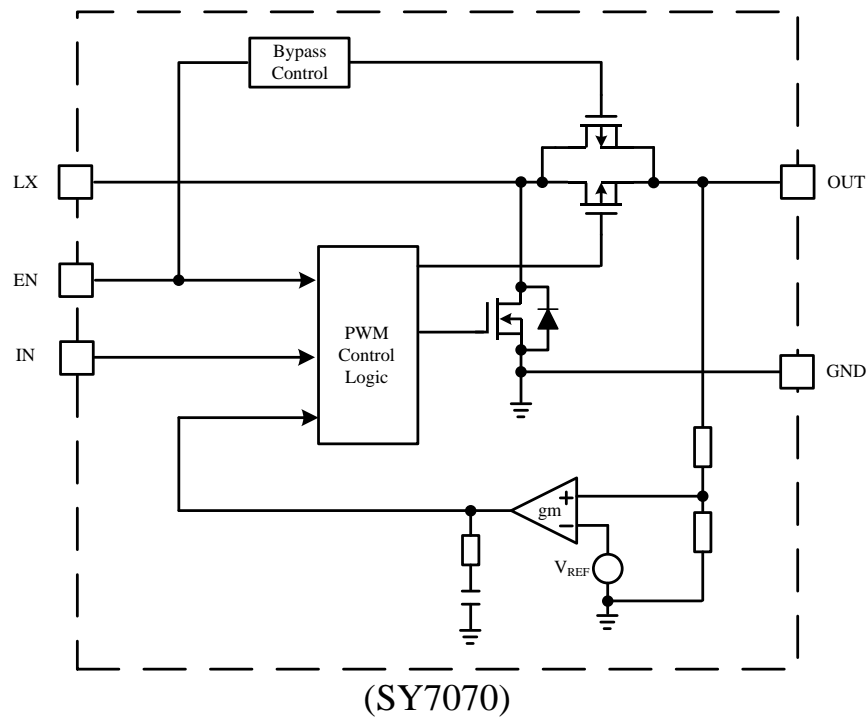 Bypass
Control
LX
OUT
EN
PWM
Control
Logic
IN
GND
+
gm
−
VREF
(SY7070)